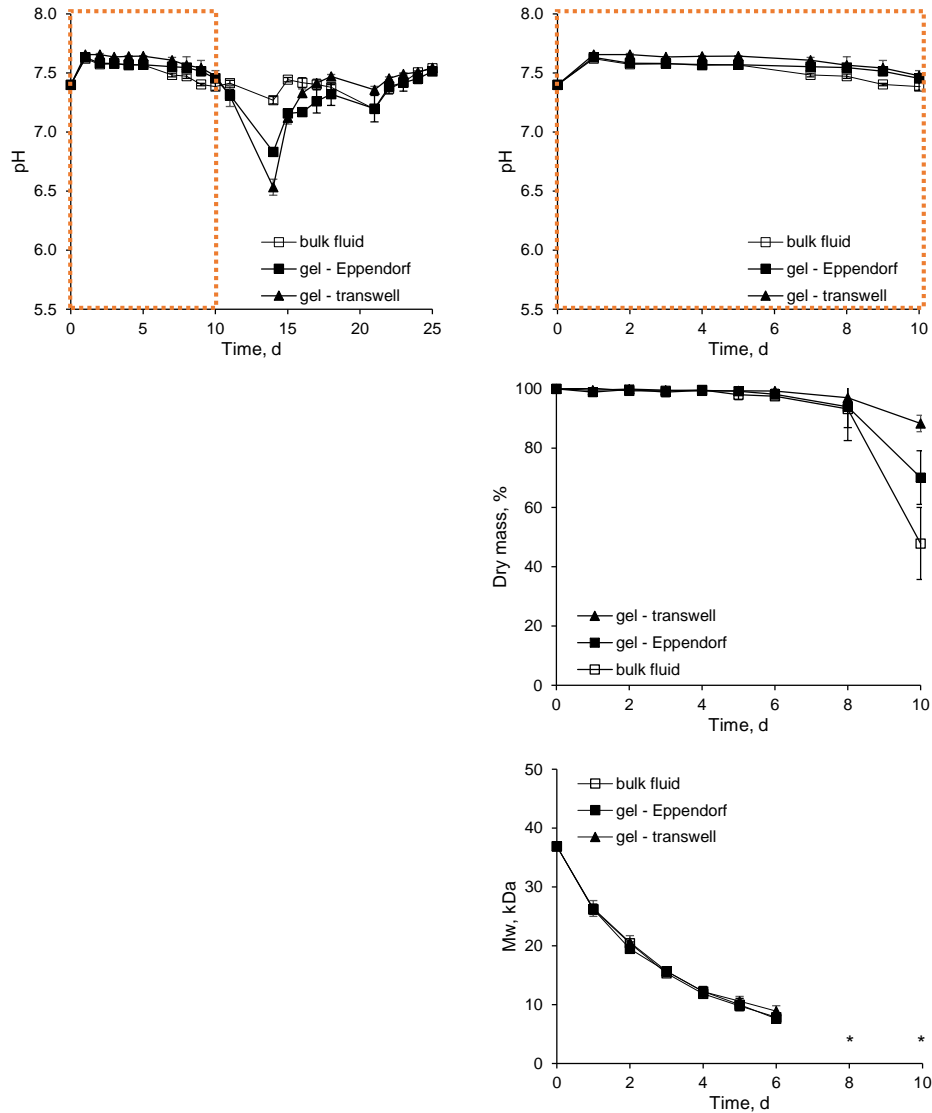 8.0
7.5
7.0
6.5
6.0
5.5
pH
bulk fluid
gel - Eppendorf
gel - transwell
0 5 10 15 20 25
Time, d
8.0
7.5
7.0
6.5
6.0
5.5
pH
bulk fluid
gel - Eppendorf
gel - transwell
0 2 4 6 8 10
Time, d
100
80
60
40
20
0
Dry mass, %
gel - transwell
gel - Eppendorf
bulk fluid
0 2 4 6 8 10
Time, d
50
40
30
20
10
0
Mw, kDa
bulk fluid
gel - Eppendorf
gel - transwell
* *
0 2 4 6 8 10
Time, d